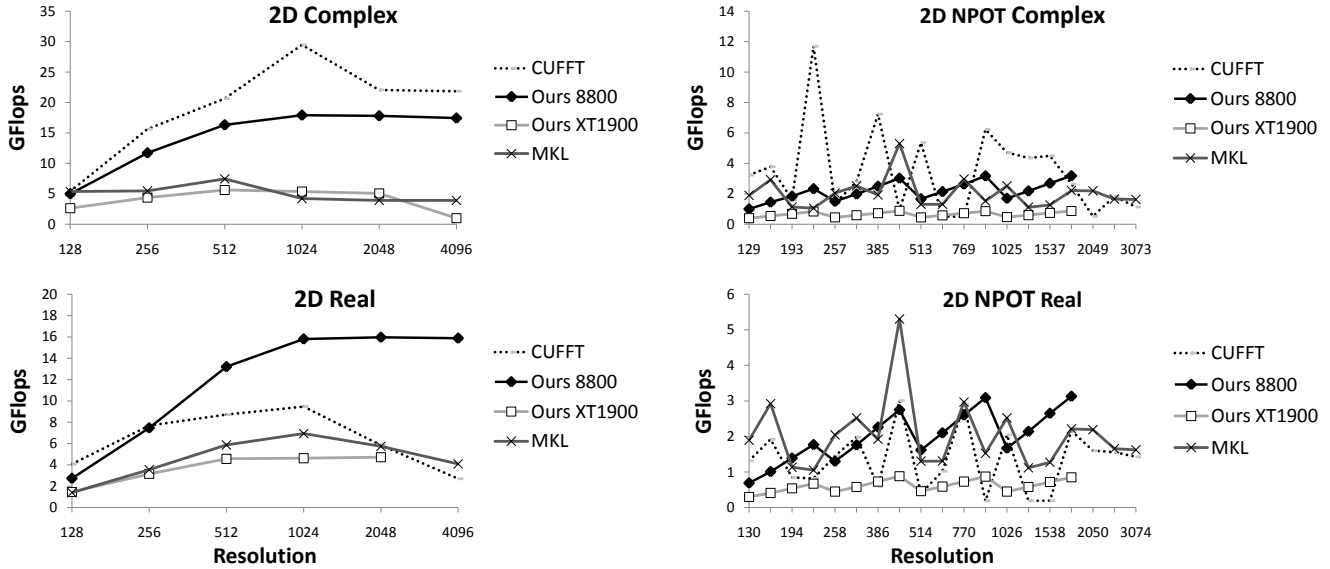 2D Complex
GFlops
35
30
25
20
15
10
5
0
128 256 512 1024 2048 4096
CUFFT
Ours 8800
Ours XT1900
MKL
2D NPOT Complex
GFlops
14
12
10
8
6
4
2
0
129 193 257 385 513 769 1025 1537 2049 3073
CUFFT
Ours 8800
Ours XT1900
MKL
2D Real
GFlops
20
18
16
14
12
10
8
6
4
2
0
128 256 512 1024 2048 4096
Resolution
CUFFT
Ours 8800
Ours XT1900
MKL
2D NPOT Real
GFlops
6
5
4
3
2
1
0
130 194 258 386 514 770 1026 1538 2050 3074
Resolution
CUFFT
Ours 8800
Ours XT1900
MKL